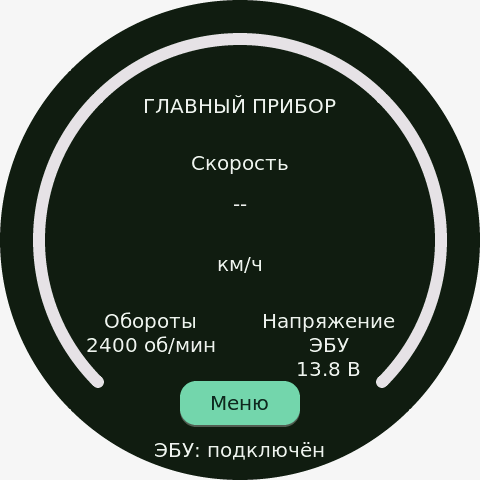 ГЛАВНЫЙ ПРИБОР
Скорость
--
км/ч
Обороты
2400 об/мин
Напряжение
ЭБУ
13.8 В
Меню
ЭБУ: подключён